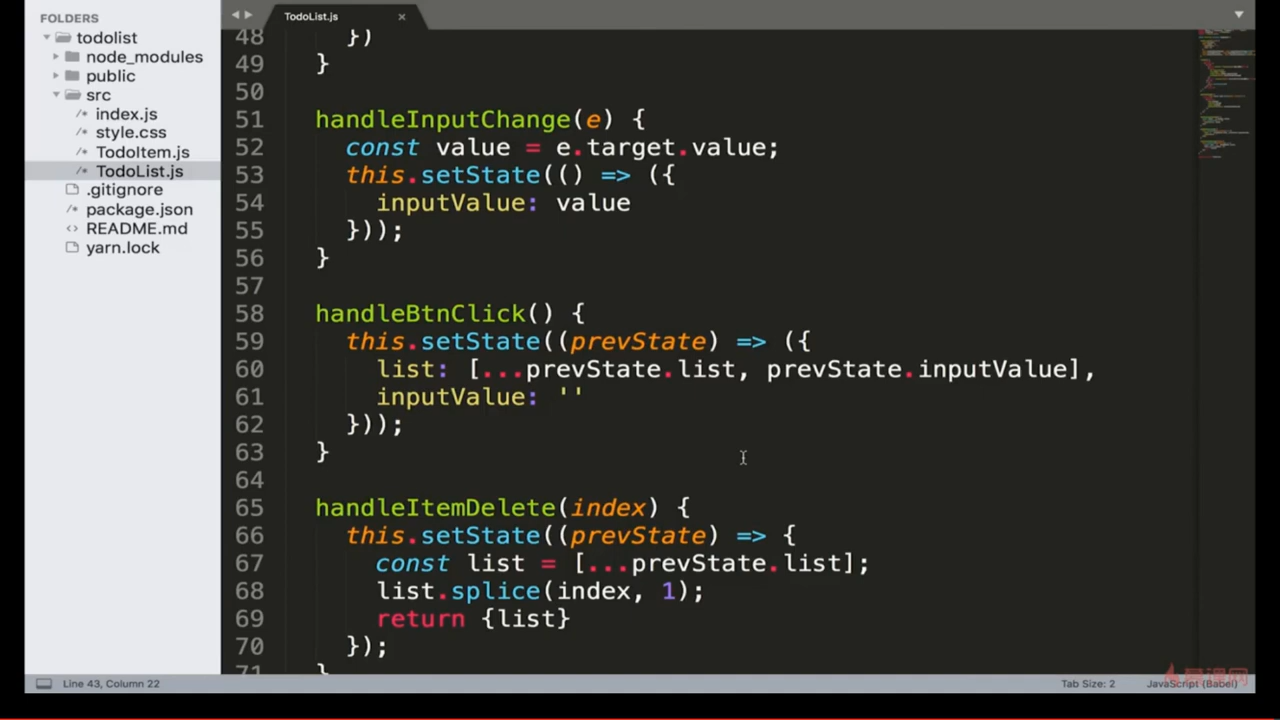 FOLDERS
todolist
node_modules
public
src
index.js
style.css
TodoItem.js
TodoList.js
.gitignore
package.json
README.md
yarn.lock
TodoList.js
48 })
49 }
50
51 handleInputChange(e) {
52 const value = e.target.value;
53 this.setState(() => ({
54 inputValue: value
55 }));
56 }
57
58 handleBtnClick() {
59 this.setState((prevState) => ({
60 list: [...prevState.list, prevState.inputValue],
61 inputValue: ''
62 }));
63 }
64
65 handleItemDelete(index) {
66 this.setState((prevState) => {
67 const list = [...prevState.list];
68 list.splice(index, 1);
69 return {list}
70 });
71 }
Line 43, Column 22
Tab Size: 2
JavaScript (Babel)
慕课网